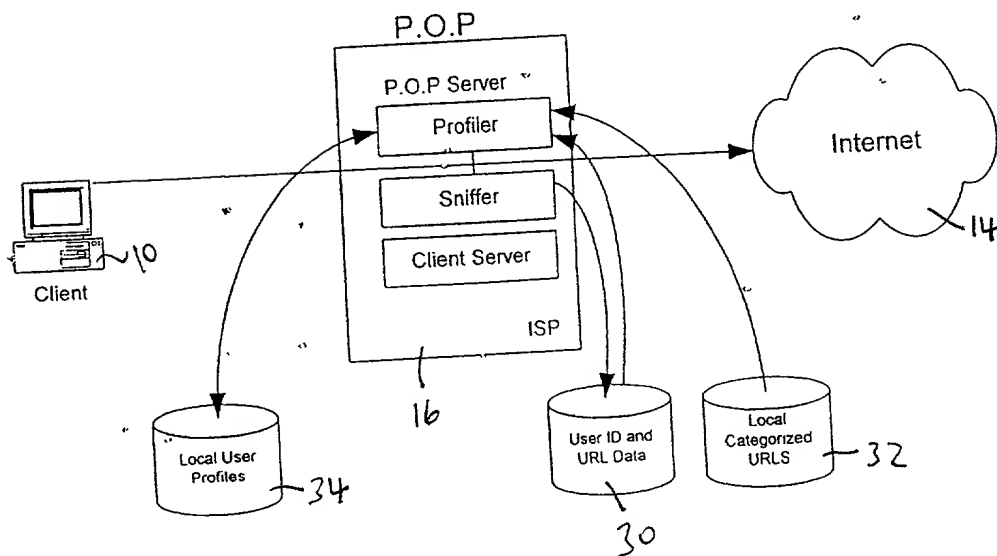 P.O.P
P.O.P Server
Profiler
Internet
Sniffer
14
10
Client Server
Client
ISP
16
User ID and
URL Data
Local
Categorized
URLS
32
Local User
Profiles
34
30